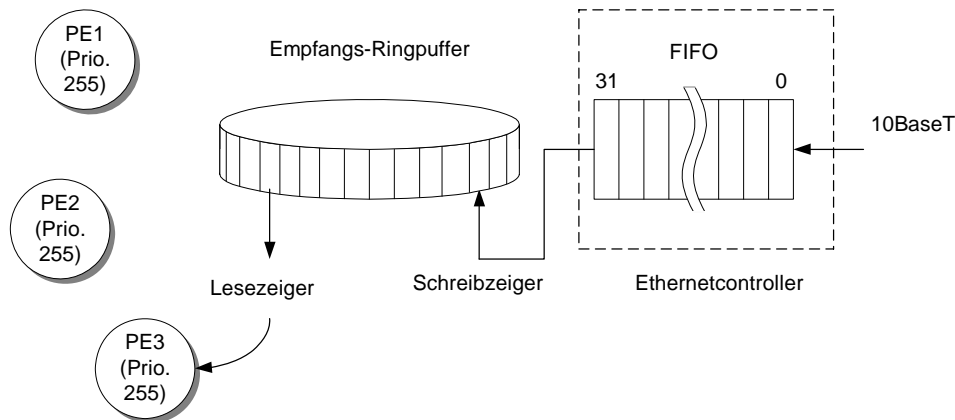 PE1
(Prio.
255)
Empfangs-Ringpuffer
FIFO
31 0
10BaseT
PE2
(Prio.
255)
Lesezeiger
Schreibzeiger
Ethernetcontroller
PE3
(Prio.
255)